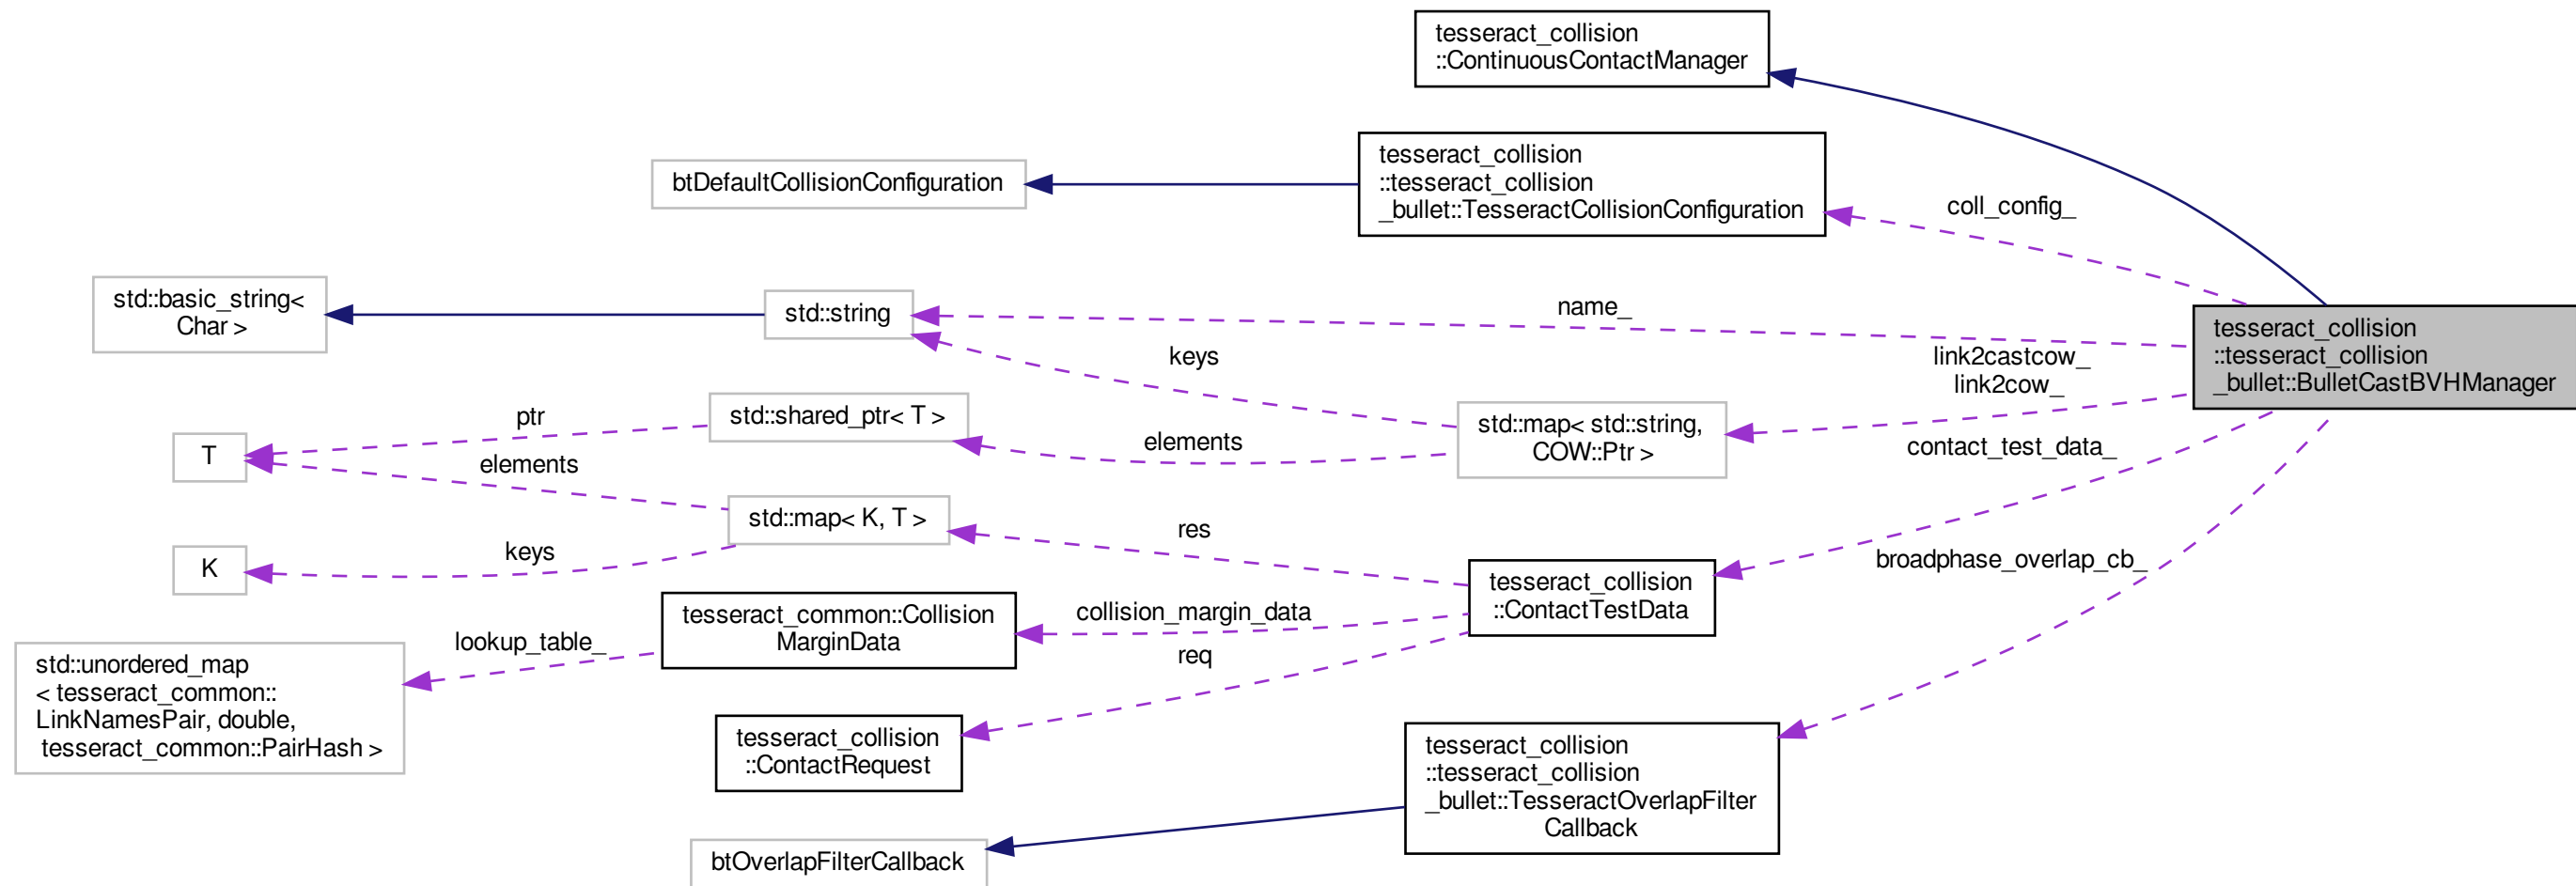 tesseract_collision
::ContinuousContactManager
tesseract_collision
::tesseract_collision
_bullet::TesseractCollisionConfiguration
btDefaultCollisionConfiguration
coll_config_
std::basic_string<
Char >
std::string
name_
keys
tesseract_collision
::tesseract_collision
_bullet::BulletCastBVHManager
link2castcow_
link2cow_
std::shared_ptr< T >
ptr
T
elements
std::map< std::string,
COW::Ptr >
elements
contact_test_data_
std::map< K, T >
res
keys
K
broadphase_overlap_cb_
tesseract_collision
::ContactTestData
tesseract_common::Collision
MarginData
collision_margin_data
lookup_table_
req
std::unordered_map
< tesseract_common::
LinkNamesPair, double,
tesseract_common::PairHash >
tesseract_collision
::ContactRequest
tesseract_collision
::tesseract_collision
_bullet::TesseractOverlapFilter
Callback
btOverlapFilterCallback